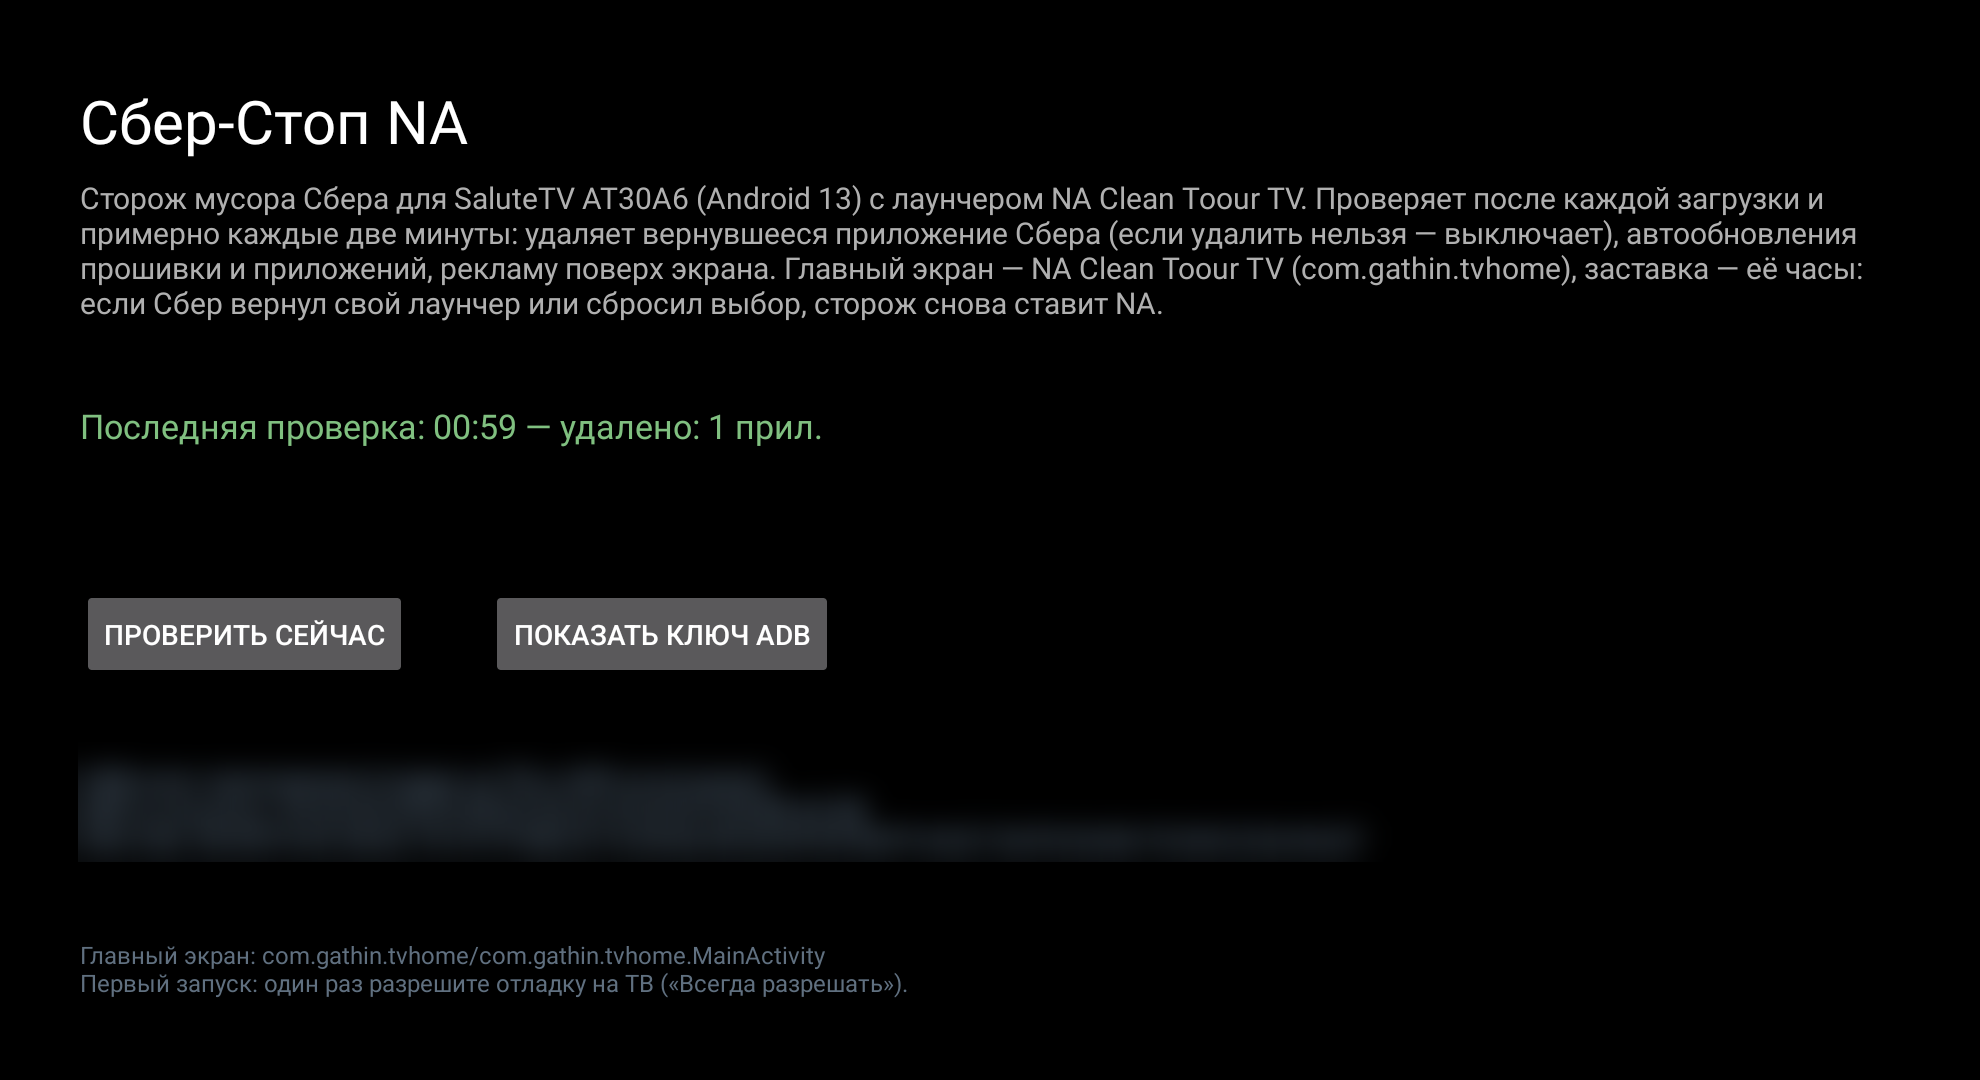 Сбер-Стоп NA
Сторож мусора Сбера для SaluteTV AT30A6 (Android 13) с лаунчером NA Clean Toour TV. Проверяет после каждой загрузки и
примерно каждые две минуты: удаляет вернувшееся приложение Сбера (если удалить нельзя — выключает), автообновления
прошивки и приложений, рекламу поверх экрана. Главный экран — NA Clean Toour TV (com.gathin.tvhome), заставка — её часы:
если Сбер вернул свой лаунчер или сбросил выбор, сторож снова ставит NA.
Последняя проверка: 00:59 — удалено: 1 прил.
ПРОВЕРИТЬ СЕЙЧАС
ПОКАЗАТЬ КЛЮЧ ADB
Главный экран: com.gathin.tvhome/com.gathin.tvhome.MainActivity
Первый запуск: один раз разрешите отладку на ТВ («Всегда разрешать»).